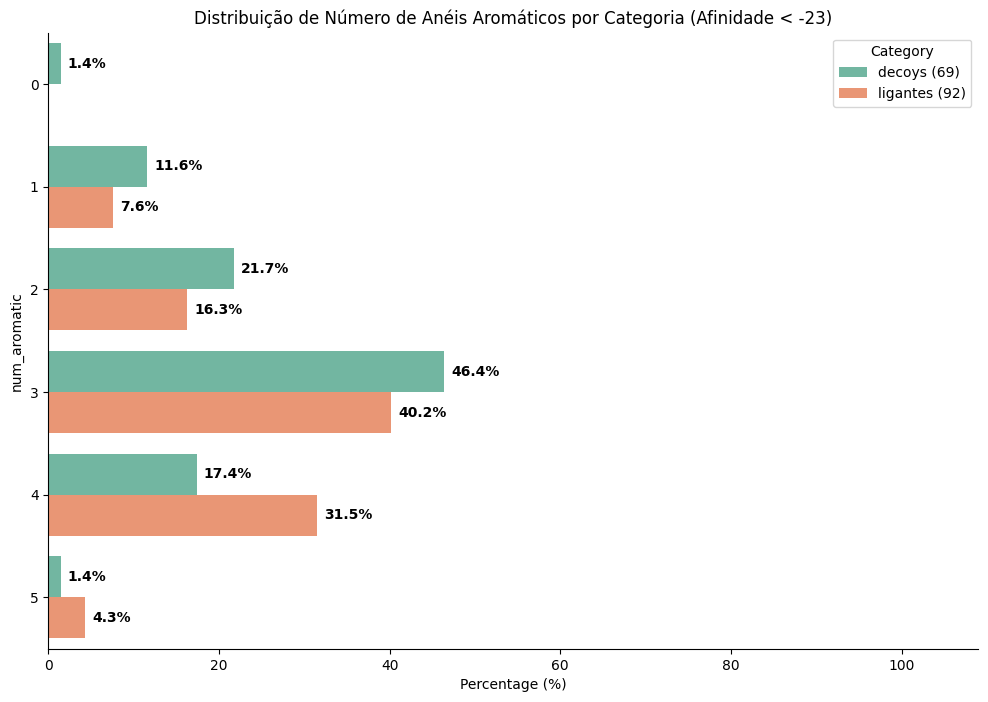 Distribuição de Número de Anéis Aromáticos por Categoria (Afinidade < -23)
Category
decoys (69)
ligantes (92)
num_aromatic
0
1.4%
1
11.6%
7.6%
2
21.7%
16.3%
3
46.4%
40.2%
4
17.4%
31.5%
5
1.4%
4.3%
0 20 40 60 80 100
Percentage (%)